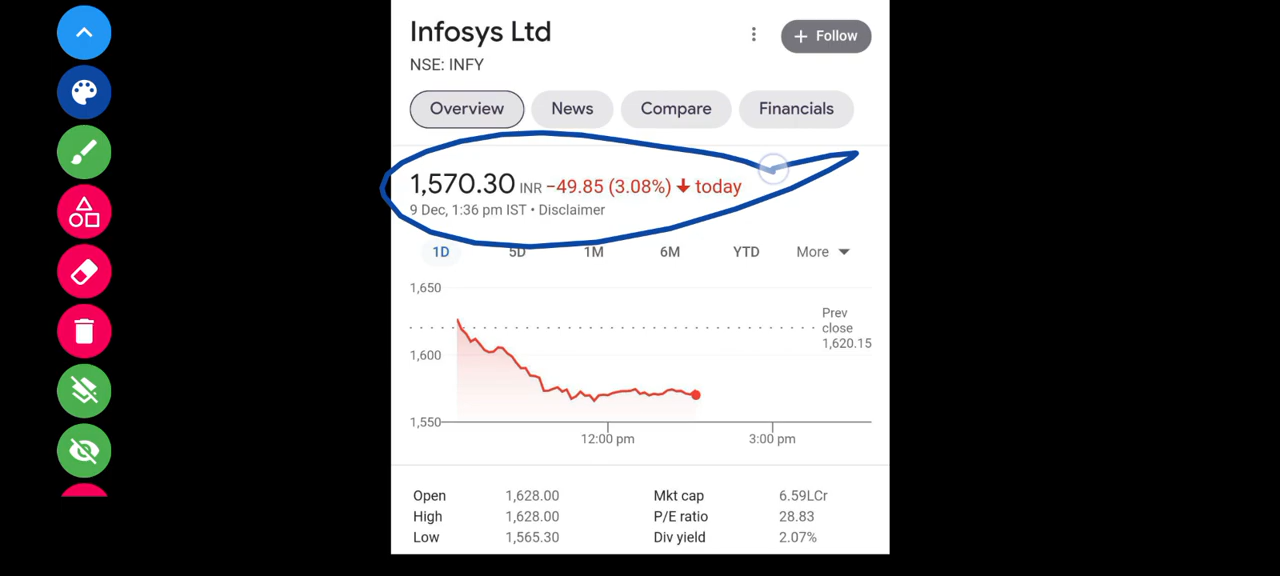 Infosys Ltd
+ Follow
NSE: INFY
Overview News Compare Financials
1,570.30 INR −49.85 (3.08%) ↓ today
9 Dec, 1:36 pm IST • Disclaimer
1D 5D 1M 6M YTD More
1,650
Prev
close
1,620.15
1,600
1,550
12:00 pm 3:00 pm
Open 1,628.00 Mkt cap 6.59LCr
High 1,628.00 P/E ratio 28.83
Low 1,565.30 Div yield 2.07%